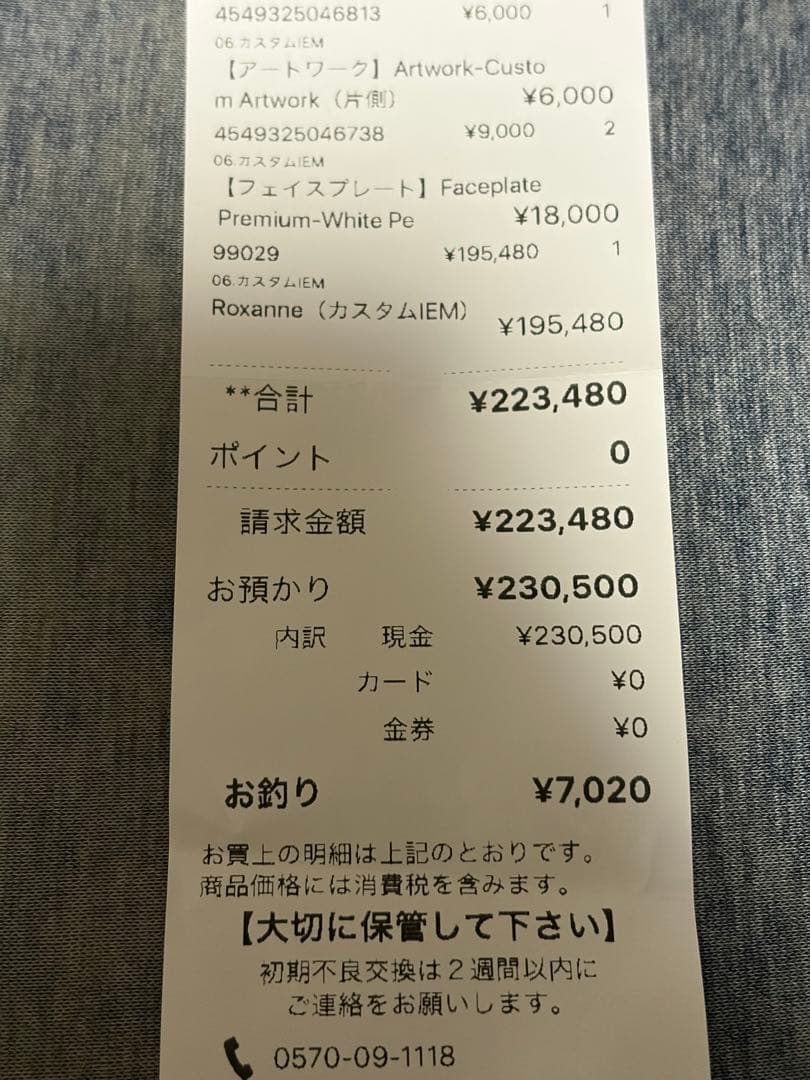 4549325046813 ¥6,000 1
06.カスタムIEM
【アートワーク】Artwork-Custo
m Artwork（片側） ¥6,000
4549325046738 ¥9,000 2
06.カスタムIEM
【フェイスプレート】Faceplate
Premium-White Pe ¥18,000
99029 ¥195,480 1
06.カスタムIEM
Roxanne（カスタムIEM） ¥195,480
**合計 ¥223,480
ポイント 0
請求金額 ¥223,480
お預かり ¥230,500
内訳 現金 ¥230,500
カード ¥0
金券 ¥0
お釣り ¥7,020
お買上の明細は上記のとおりです。
商品価格には消費税を含みます。
【大切に保管して下さい】
初期不良交換は２週間以内に
ご連絡をお願いします。
0570-09-1118